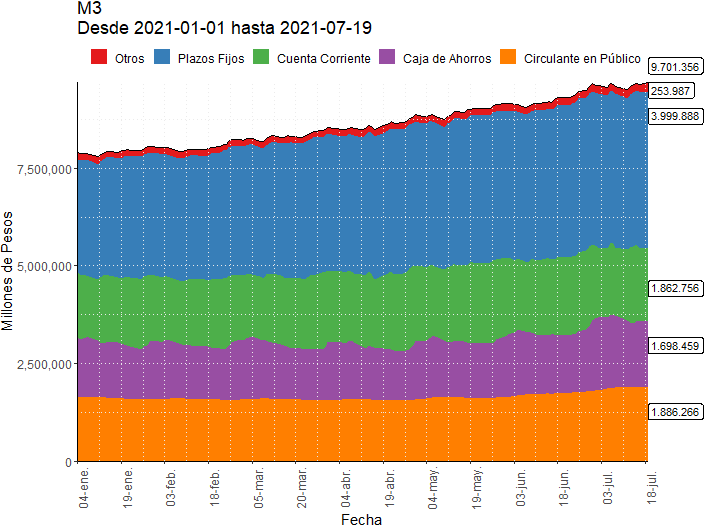 M3
Desde 2021-01-01 hasta 2021-07-19
Otros Plazos Fijos Cuenta Corriente Caja de Ahorros Circulante en Público
9.701.356
253.987
3.999.888
1.862.756
1.698.459
1.886.266
Millones de Pesos
7,500,000
5,000,000
2,500,000
0
04-ene. 19-ene. 03-feb. 18-feb. 05-mar. 20-mar. 04-abr. 19-abr. 04-may. 19-may. 03-jun. 18-jun. 03-jul. 18-jul.
Fecha